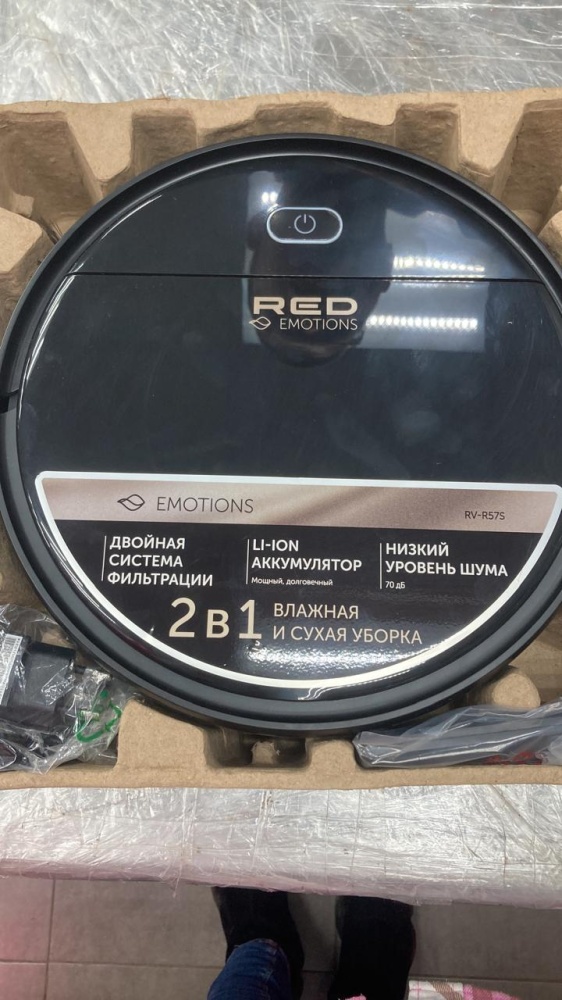 RED
EMOTIONS
EMOTIONS
RV-R57S
ДВОЙНАЯ
СИСТЕМА
ФИЛЬТРАЦИИ
LI-ION
АККУМУЛЯТОР
Мощный, долговечный
НИЗКИЙ
УРОВЕНЬ ШУМА
70 дБ
2 в 1
ВЛАЖНАЯ
И СУХАЯ УБОРКА